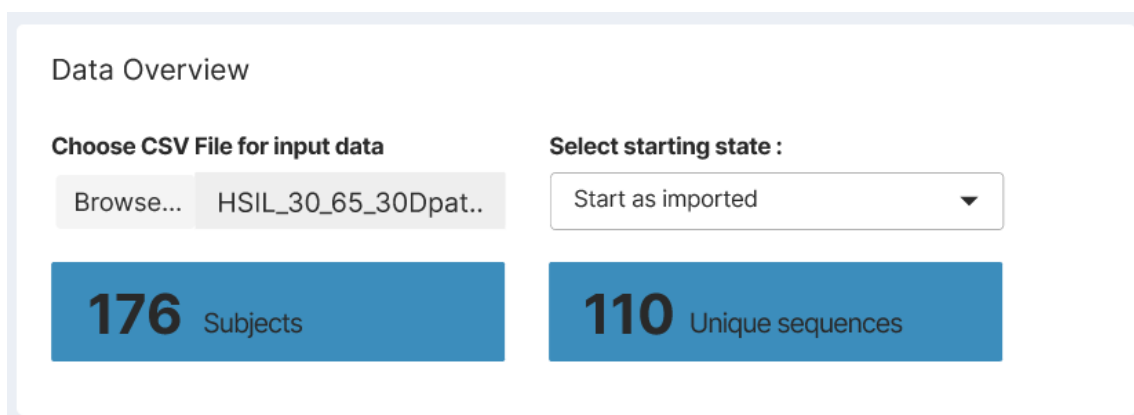 Data Overview
Choose CSV File for input data
Select starting state :
Browse... HSIL_30_65_30Dpat..
Start as imported
176 Subjects
110 Unique sequences